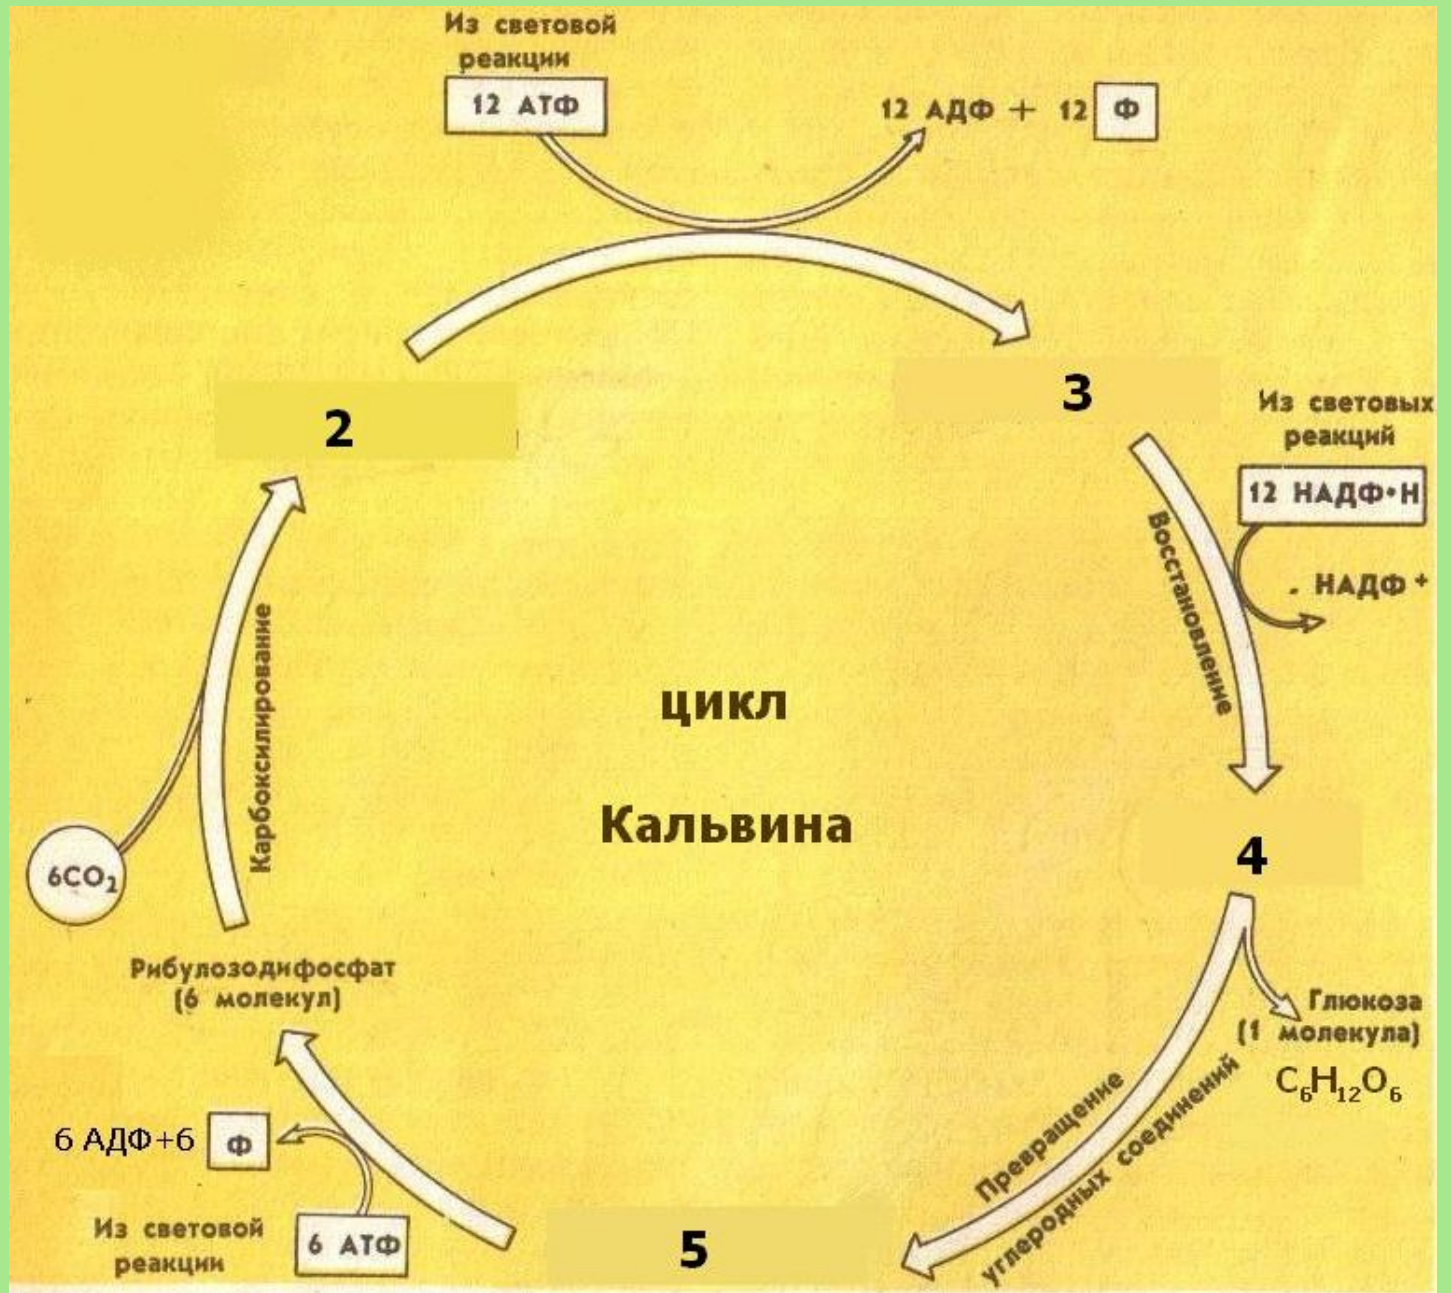 Из световой
реакции
12 АТФ
12 АДФ + 12 Ф
2
3
Из световых
реакций
12 НАДФ•Н
НАДФ+
Восстановление
Карбоксилирование
цикл
Кальвина
6CO₂
4
Рибулозодифосфат
(6 молекул)
Глюкоза
(1 молекула)
C₆H₁₂O₆
Превращение
углеродных соединений
6 АДФ+6 Ф
Из световой
реакции
6 АТФ
5